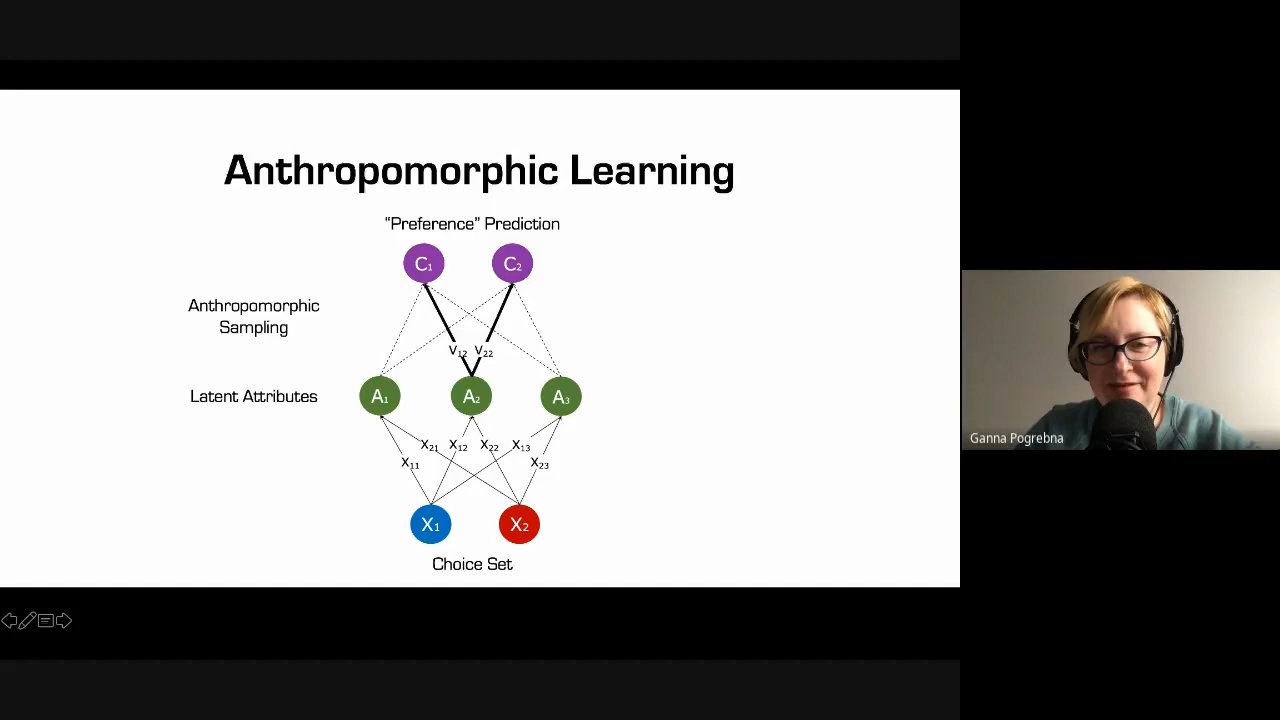 Anthropomorphic Learning
“Preference” Prediction
C1 C2
Anthropomorphic
Sampling
V12 V22
Latent Attributes
A1 A2 A3
X21 X12 X22 X13
X11 X23
X1 X2
Choice Set
Ganna Pogrebna